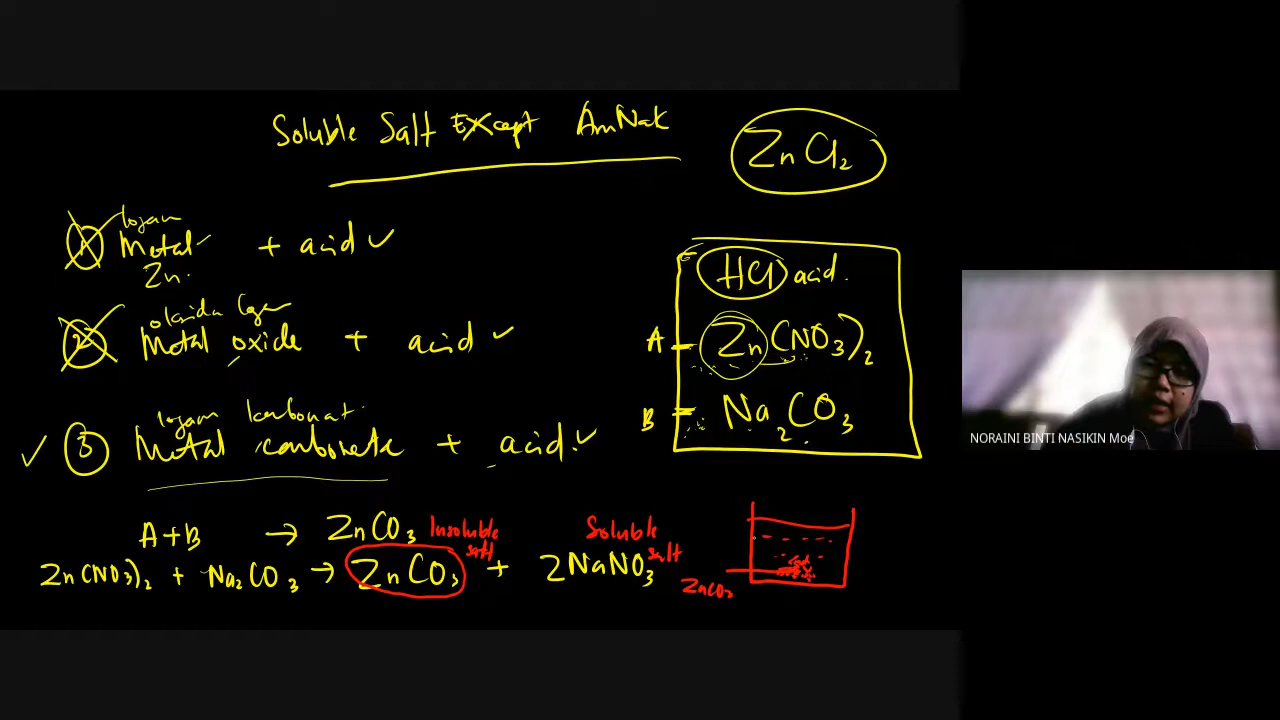 Soluble Salt Except AmNaK
ZnCl₂
logam
① Metal + acid ✓
Zn.
② Metal oxide + acid ✓
logam karbonat
✓ ③ Metal carbonate + acid. ✓
HCl acid.
A Zn(NO₃)₂
B Na₂CO₃
A + B → ZnCO₃ Insoluble salt
Soluble salt
Zn(NO₃)₂ + Na₂CO₃ → ZnCO₃ + 2NaNO₃
ZnCO₃
NORAINI BINTI NASIKIN Moe